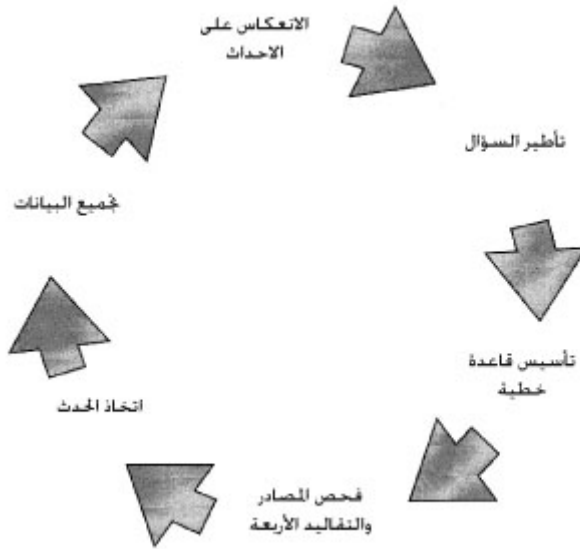 الانعكاس على
الاحداث
تأطير السؤال
تأسيس قاعدة
خطية
فحص المصادر
والتقاليد الأربعة
اتخاذ الحدث
تجميع البيانات